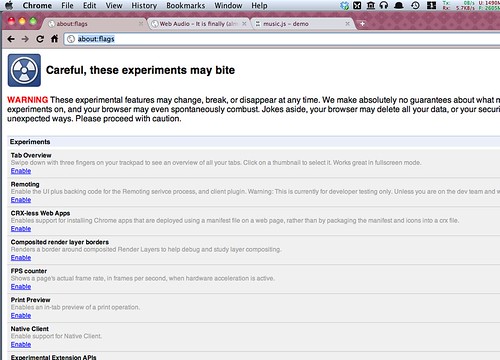 Chrome File Edit View History Bookmarks Window Help
Tx: 0B/s U:1490M
Rx: 5.7KB/s F:2605M
about:flags
Web Audio - It is finally (alm
music.js – demo
about:flags
Careful, these experiments may bite
WARNING These experimental features may change, break, or disappear at any time. We make absolutely no guarantees about what
experiments on, and your browser may even spontaneously combust. Jokes aside, your browser may delete all your data, or your
unexpected ways. Please proceed with caution.
Experiments
Tab Overview
Swipe down with three fingers on your trackpad to see an overview of all your tabs. Click on a thumbnail to select it. Works great in fullscreen mode.
Enable
Remoting
Enable the UI plus backing code for the Remoting serivce process, and client plugin. Warning: This is currently for developer testing only. Unless you are on the dev team and
Enable
CRX-less Web Apps
Enables support for installing Chrome apps that are deployed using a manifest file on a web page, rather than by packaging the manifest and icons into a crx file.
Enable
Composited render layer borders
Renders a border around composited Render Layers to help debug and study layer compositing.
Enable
FPS counter
Shows a page's actual frame rate, in frames per second, when hardware acceleration is active.
Enable
Print Preview
Enables an in-tab preview of a print operation.
Enable
Native Client
Enable support for Native Client.
Enable
Experimental Extension APIs